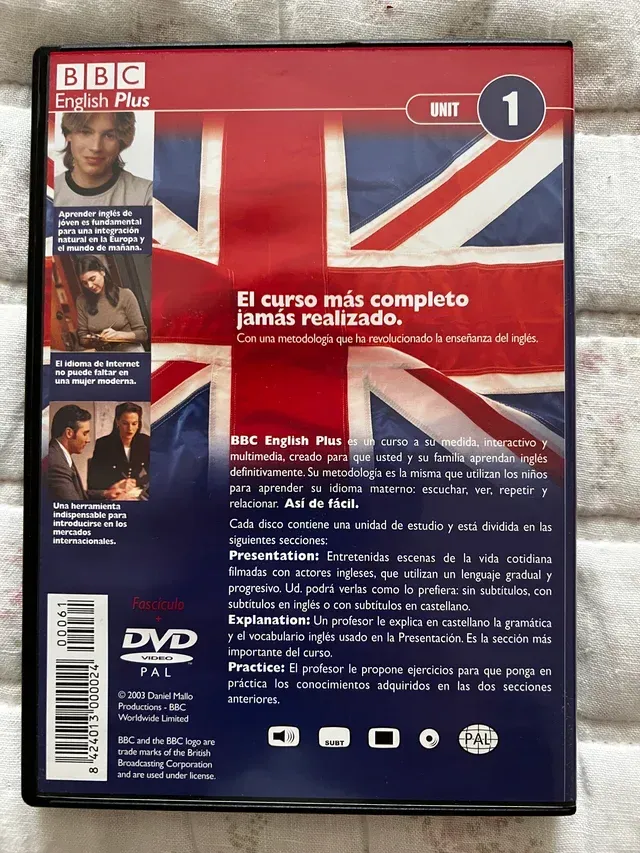 BBC
English Plus
UNIT 1
Aprender inglés de
jóven es fundamental
para una integración
natural en la Europa y
el mundo de mañana.
El idioma de Internet
no puede faltar en
una mujer moderna.
Una herramienta
indispensable para
introducirse en los
mercados
internacionales.
El curso más completo
jamás realizado.
Con una metodología que ha revolucionado la enseñanza del inglés.
BBC English Plus es un curso a su medida, interactivo y
multimedia, creado para que usted y su familia aprendan inglés
definitivamente. Su metodología es la misma que utilizan los niños
para aprender su idioma materno: escuchar, ver, repetir y
relacionar. Así de fácil.
Cada disco contiene una unidad de estudio y está dividida en las
siguientes secciones:
Presentation: Entretenidas escenas de la vida cotidiana
filmadas con actores ingleses, que utilizan un lenguaje gradual y
progresivo. Ud. podrá verlas como lo prefiera: sin subtítulos, con
subtítulos en inglés o con subtítulos en castellano.
Explanation: Un profesor le explica en castellano la gramática
y el vocabulario inglés usado en la Presentación. Es la sección más
importante del curso.
Practice: El profesor le propone ejercicios para que ponga en
práctica los conocimientos adquiridos en las dos secciones
anteriores.
00061
8 424013 000024
Fascículo
+
DVD
VIDEO
PAL
© 2003 Daniel Mallo
Productions - BBC
Worldwide Limited
BBC and the BBC logo are
trade marks of the British
Broadcasting Corporation
and are used under license.
SUBT
PAL